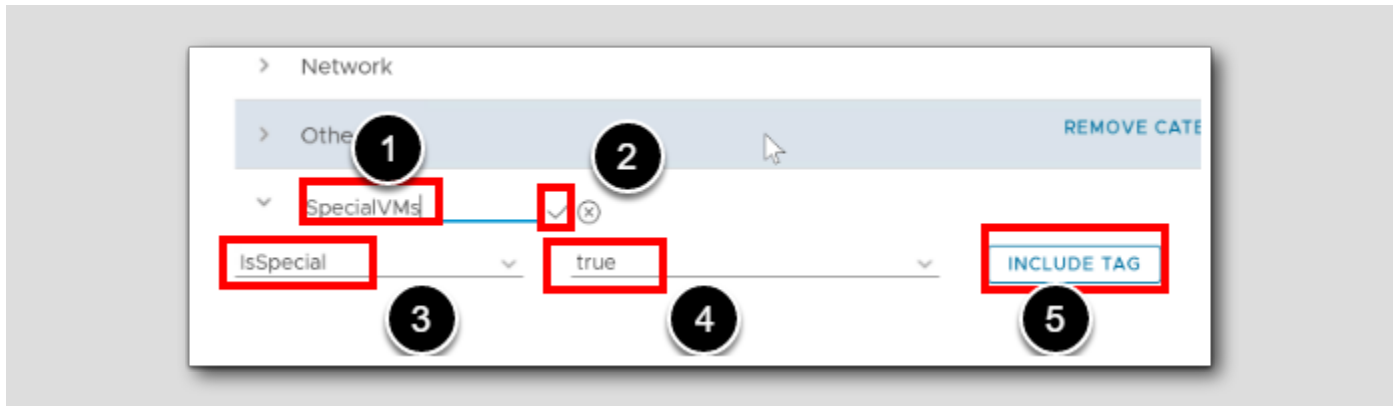 Network
Othe
REMOVE CATE
1
2
SpecialVMs
IsSpecial
true
INCLUDE TAG
3
4
5